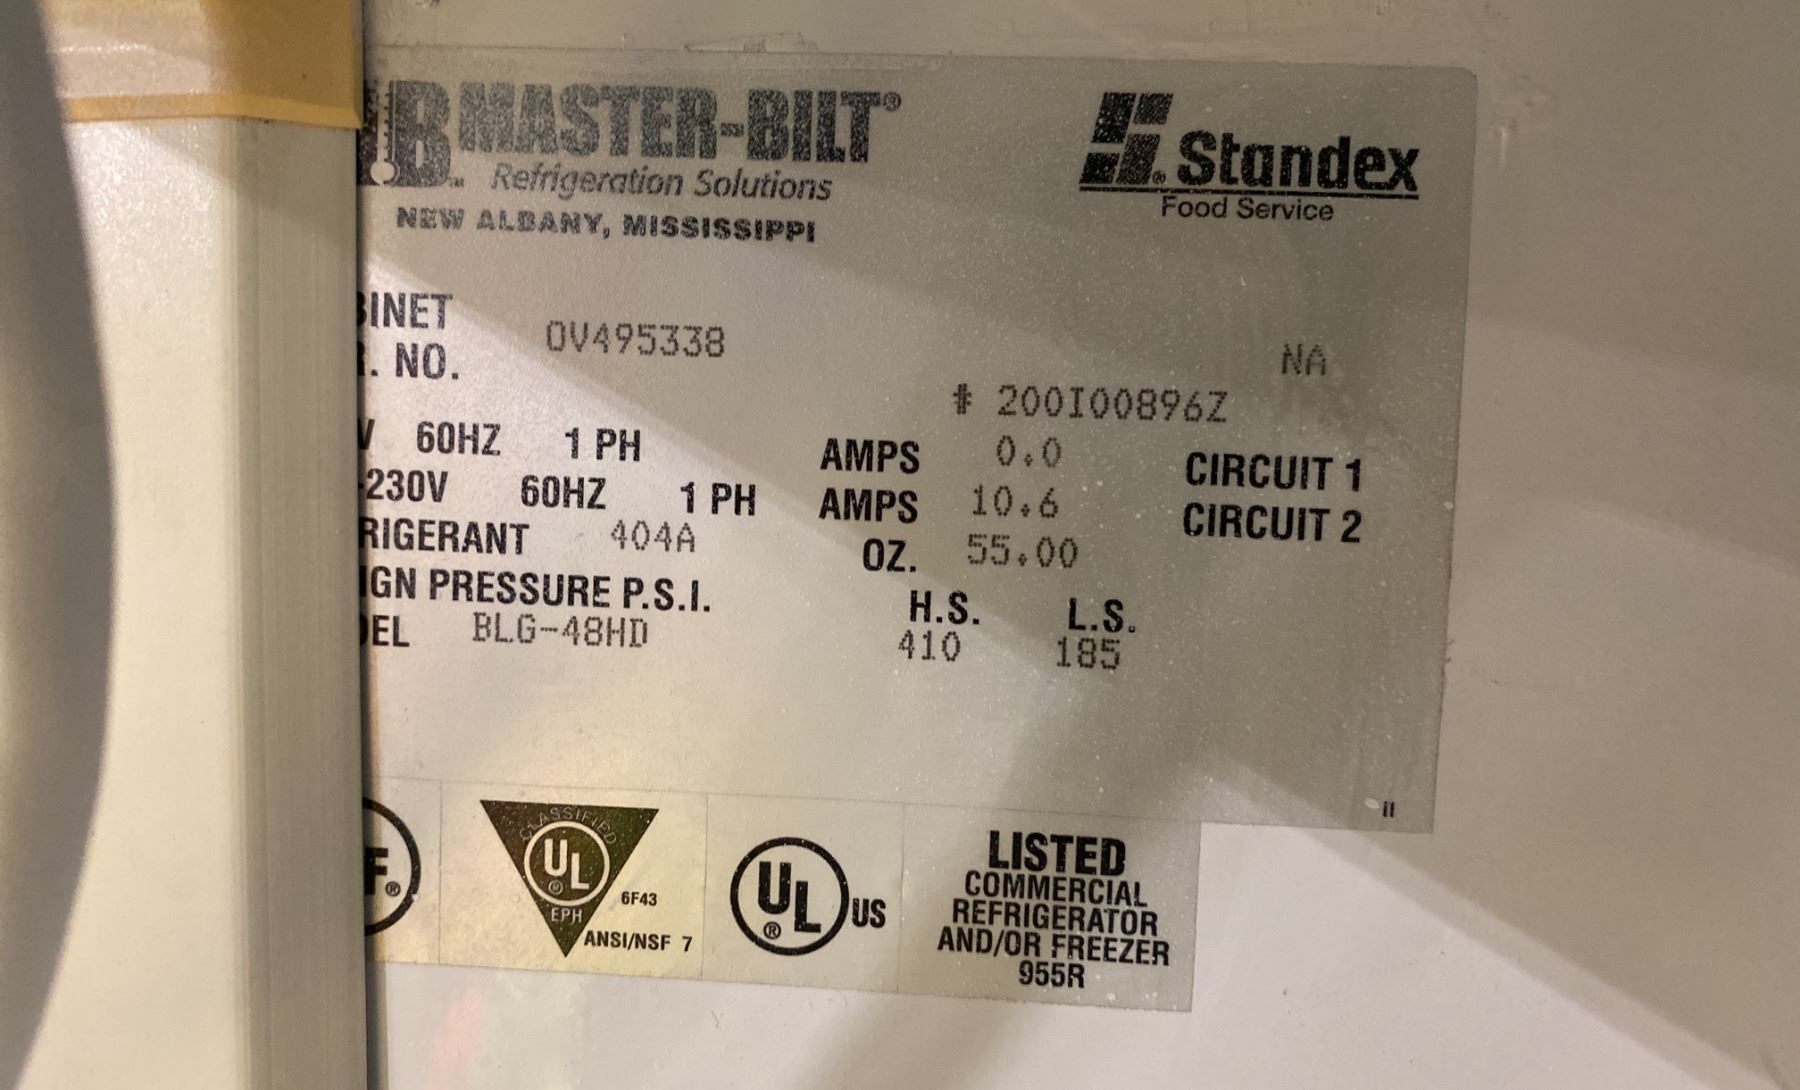 B MASTER-BILT®
Refrigeration Solutions
NEW ALBANY, MISSISSIPPI
Standex
Food Service
BINET
. NO.
0V495338
NA
# 200I00896Z
V 60HZ 1 PH AMPS 0.0 CIRCUIT 1
-230V 60HZ 1 PH AMPS 10.6 CIRCUIT 2
RIGERANT 404A OZ. 55.00
IGN PRESSURE P.S.I. H.S. L.S.
DEL BLG-48HD 410 185
F®
CLASSIFIED
UL®
EPH
6F43
ANSI/NSF 7
UL® US
LISTED
COMMERCIAL
REFRIGERATOR
AND/OR FREEZER
955R